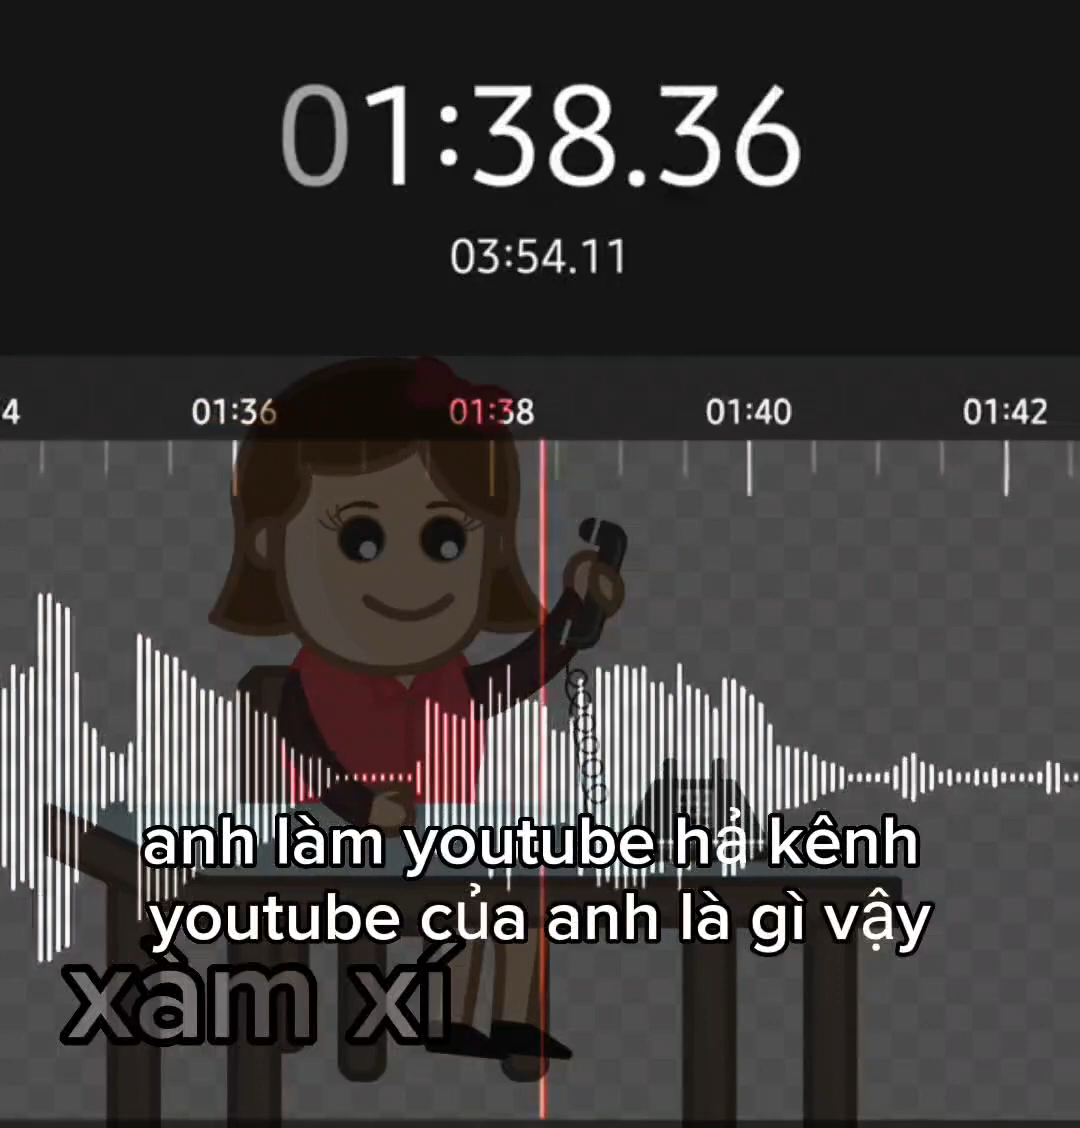 01:38.36
03:54.11
4 01:36 01:38 01:40 01:42
anh làm youtube hả kênh
youtube của anh là gì vậy
xàm xí